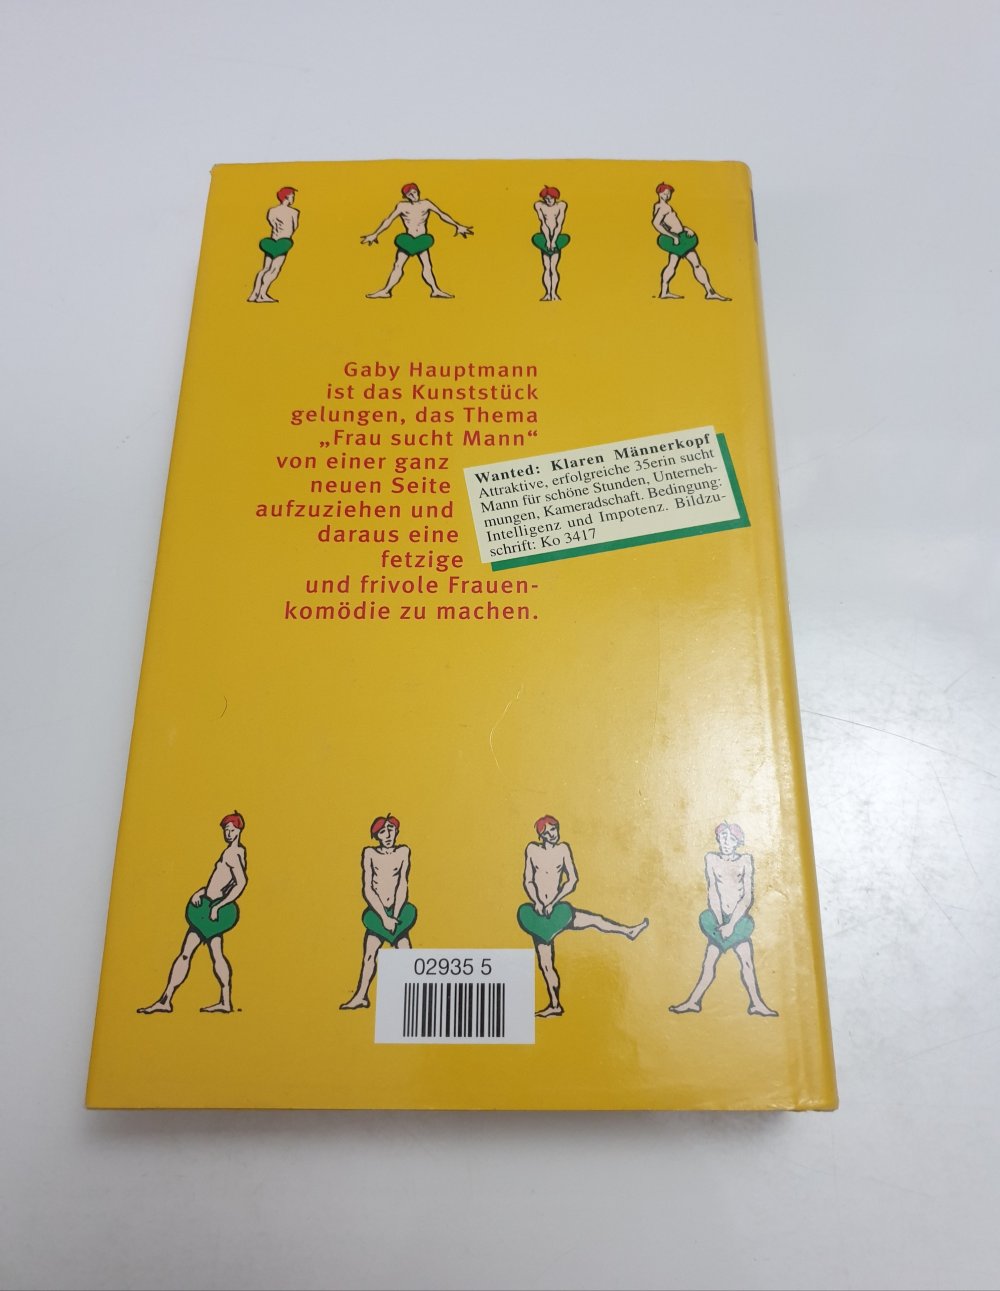 Gaby Hauptmann
ist das Kunststück
gelungen, das Thema
„Frau sucht Mann“
von einer ganz
neuen Seite
aufzuziehen und
daraus eine
fetzige
und frivole Frauen-
komödie zu machen.
Wanted: Klaren Männerkopf
Attraktive, erfolgreiche 35erin sucht
Mann für schöne Stunden, Unterneh-
mungen, Kameradschaft. Bedingung:
Intelligenz und Impotenz. Bildzu-
schrift: Ko 3417
02935 5